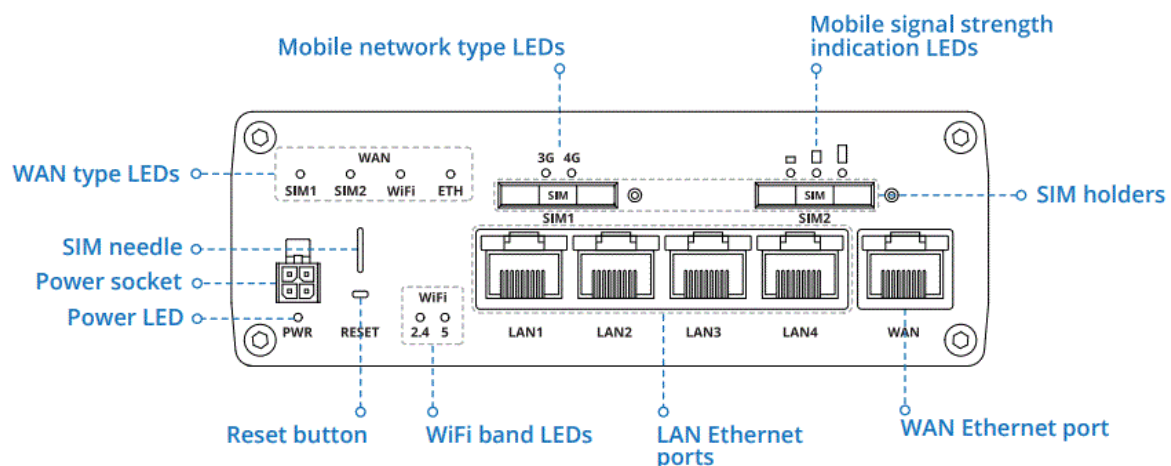 Mobile network type LEDs
Mobile signal strength
indication LEDs
WAN type LEDs
WAN
SIM1 SIM2 WiFi ETH
3G 4G
SIM
SIM1
SIM
SIM2
SIM holders
SIM needle
Power socket
Power LED
PWR
RESET
WiFi
2.4 5
LAN1 LAN2 LAN3 LAN4 WAN
Reset button
WiFi band LEDs
LAN Ethernet
ports
WAN Ethernet port